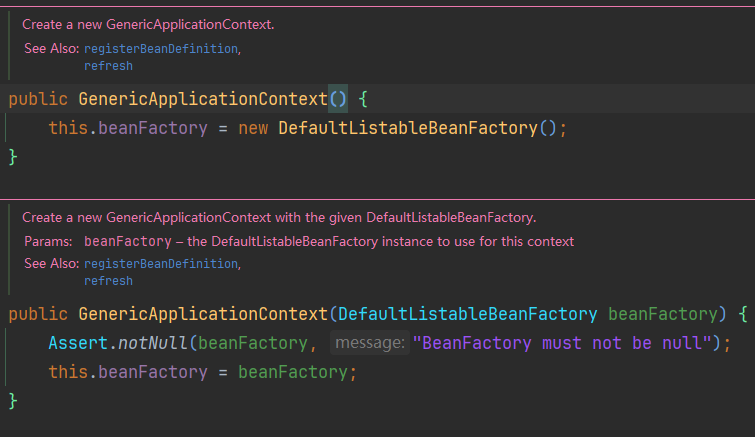 Create a new GenericApplicationContext.
See Also: registerBeanDefinition,
refresh
public GenericApplicationContext() {
this.beanFactory = new DefaultListableBeanFactory();
}
Create a new GenericApplicationContext with the given DefaultListableBeanFactory.
Params: beanFactory – the DefaultListableBeanFactory instance to use for this context
See Also: registerBeanDefinition,
refresh
public GenericApplicationContext(DefaultListableBeanFactory beanFactory) {
Assert.notNull(beanFactory, message: "BeanFactory must not be null");
this.beanFactory = beanFactory;
}